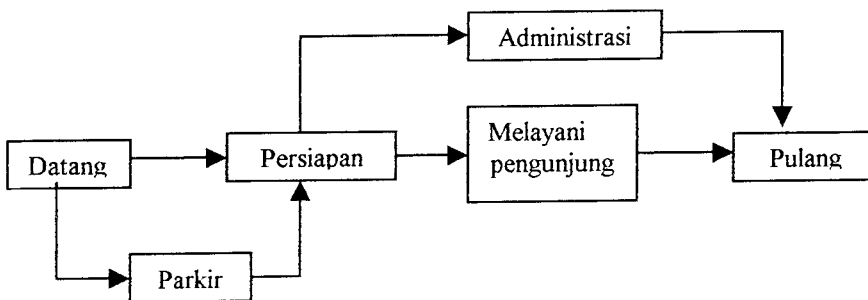 Administrasi
Datang
Persiapan
Melayani
pengunjung
Pulang
Parkir